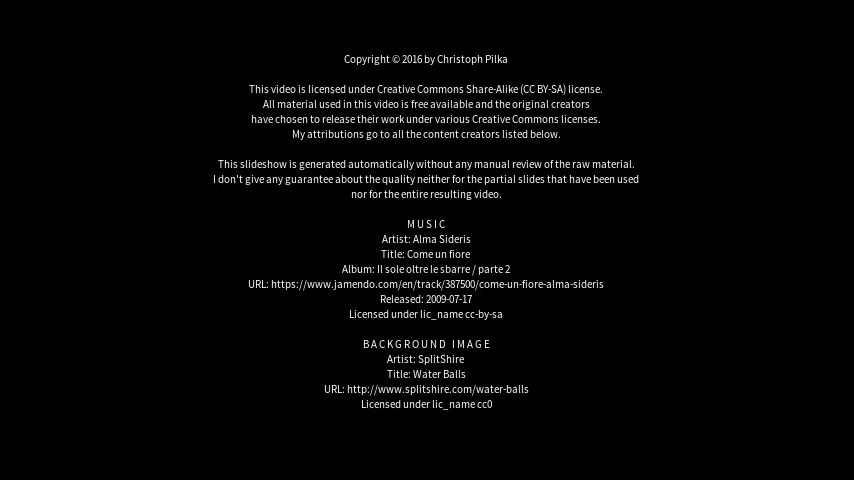 Copyright © 2016 by Christoph Pilka
This video is licensed under Creative Commons Share-Alike (CC BY-SA) license.
All material used in this video is free available and the original creators
have chosen to release their work under various Creative Commons licenses.
My attributions go to all the content creators listed below.
This slideshow is generated automatically without any manual review of the raw material.
I don't give any guarantee about the quality neither for the partial slides that have been used
nor for the entire resulting video.
MUSIC
Artist: Alma Sideris
Title: Come un fiore
Album: Il sole oltre le sbarre / parte 2
URL: https://www.jamendo.com/en/track/387500/come-un-fiore-alma-sideris
Released: 2009-07-17
Licensed under lic_name cc-by-sa
BACKGROUND IMAGE
Artist: SplitShire
Title: Water Balls
URL: http://www.splitshire.com/water-balls
Licensed under lic_name cc0